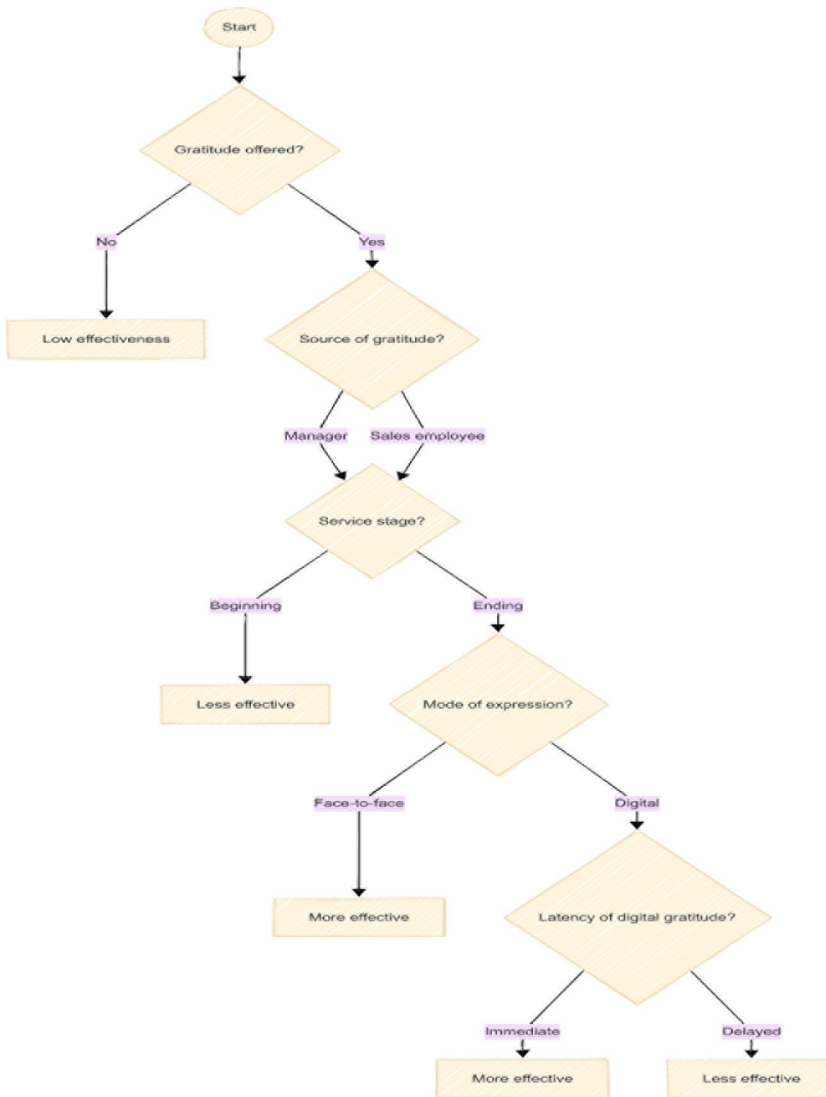 Start
Gratitude offered?
No
Yes
Low effectiveness
Source of gratitude?
Manager
Sales employee
Service stage?
Beginning
Ending
Less effective
Mode of expression?
Face-to-face
Digital
More effective
Latency of digital gratitude?
Immediate
Delayed
More effective
Less effective